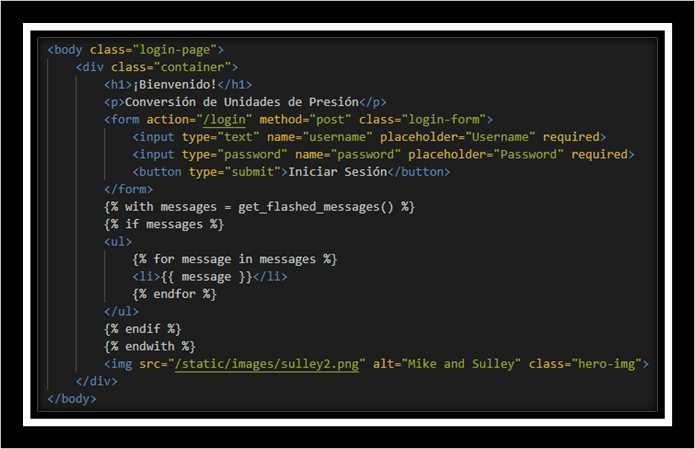 <body class="login-page">
<div class="container">
<h1>¡Bienvenido!</h1>
<p>Conversión de Unidades de Presión</p>
<form action="/login" method="post" class="login-form">
<input type="text" name="username" placeholder="Username" required>
<input type="password" name="password" placeholder="Password" required>
<button type="submit">Iniciar Sesión</button>
</form>
{% with messages = get_flashed_messages() %}
{% if messages %}
<ul>
{% for message in messages %}
<li>{{ message }}</li>
{% endfor %}
</ul>
{% endif %}
{% endwith %}
<img src="/static/images/sulley2.png" alt="Mike and Sulley" class="hero-img">
</div>
</body>